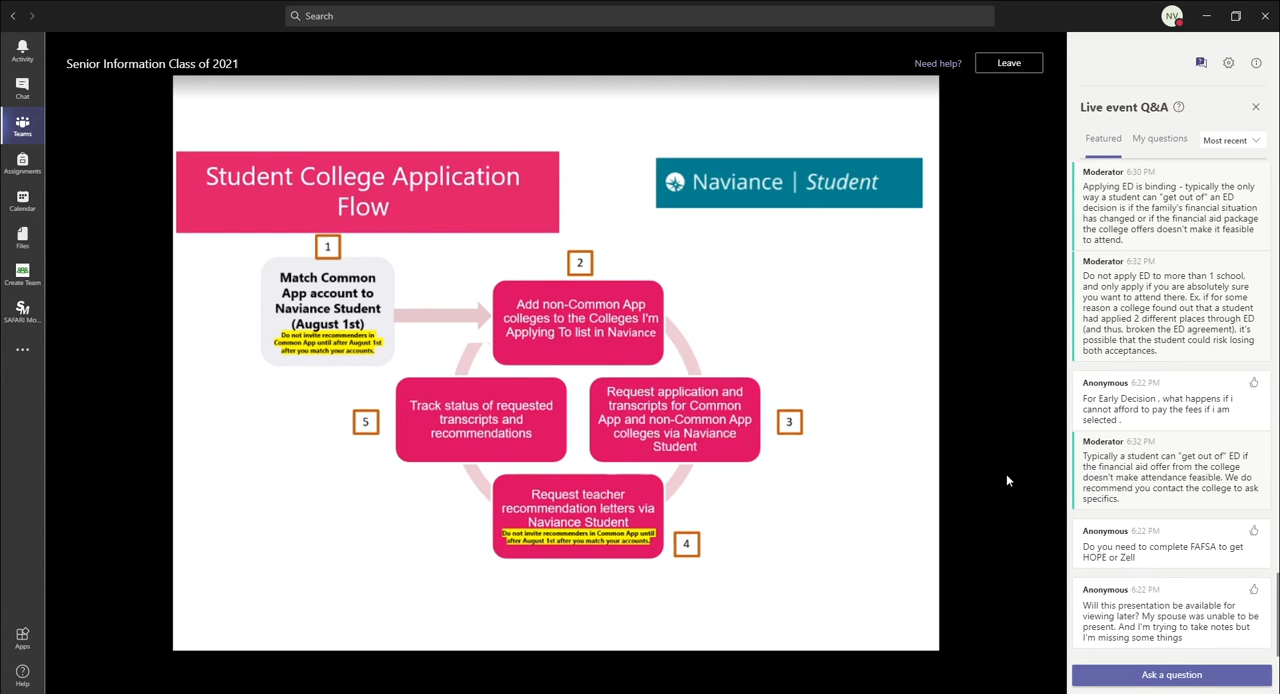 Search
NV
Activity
Chat
Teams
Assignments
Calendar
Files
Create Team
SAFARI Mo...
Apps
Help
Senior Information Class of 2021
Need help?
Leave
Student College Application
Flow
Naviance | Student
1
Match Common
App account to
Naviance Student
(August 1st)
Do not invite recommenders in
Common App until after August 1st
after you match your accounts.
2
Add non-Common App
colleges to the Colleges I'm
Applying To list in Naviance
3
Request application and
transcripts for Common
App and non-Common App
colleges via Naviance
Student
4
Request teacher
recommendation letters via
Naviance Student
Do not invite recommenders in Common App until
after August 1st after you match your accounts.
5
Track status of requested
transcripts and
recommendations
Live event Q&A
Featured
My questions
Most recent
Moderator 6:30 PM
Applying ED is binding - typically the only
way a student can "get out of" an ED
decision is if the family's financial situation
has changed or if the financial aid package
the college offers doesn't make it feasible
to attend.
Moderator 6:32 PM
Do not apply ED to more than 1 school,
and only apply if you are absolutely sure
you want to attend there. Ex. if for some
reason a college found out that a student
had applied 2 different places through ED
(and thus, broken the ED agreement), it's
possible that the student could risk losing
both acceptances.
Anonymous 6:22 PM
For Early Decision , what happens if i
cannot afford to pay the fees if i am
selected .
Moderator 6:32 PM
Typically a student can "get out of" ED if
the financial aid offer from the college
doesn't make attendance feasible. We do
recommend you contact the college to ask
specifics.
Anonymous 6:22 PM
Do you need to complete FAFSA to get
HOPE or Zell
Anonymous 6:22 PM
Will this presentation be available for
viewing later? My spouse was unable to be
present. And I'm trying to take notes but
I'm missing some things
Ask a question